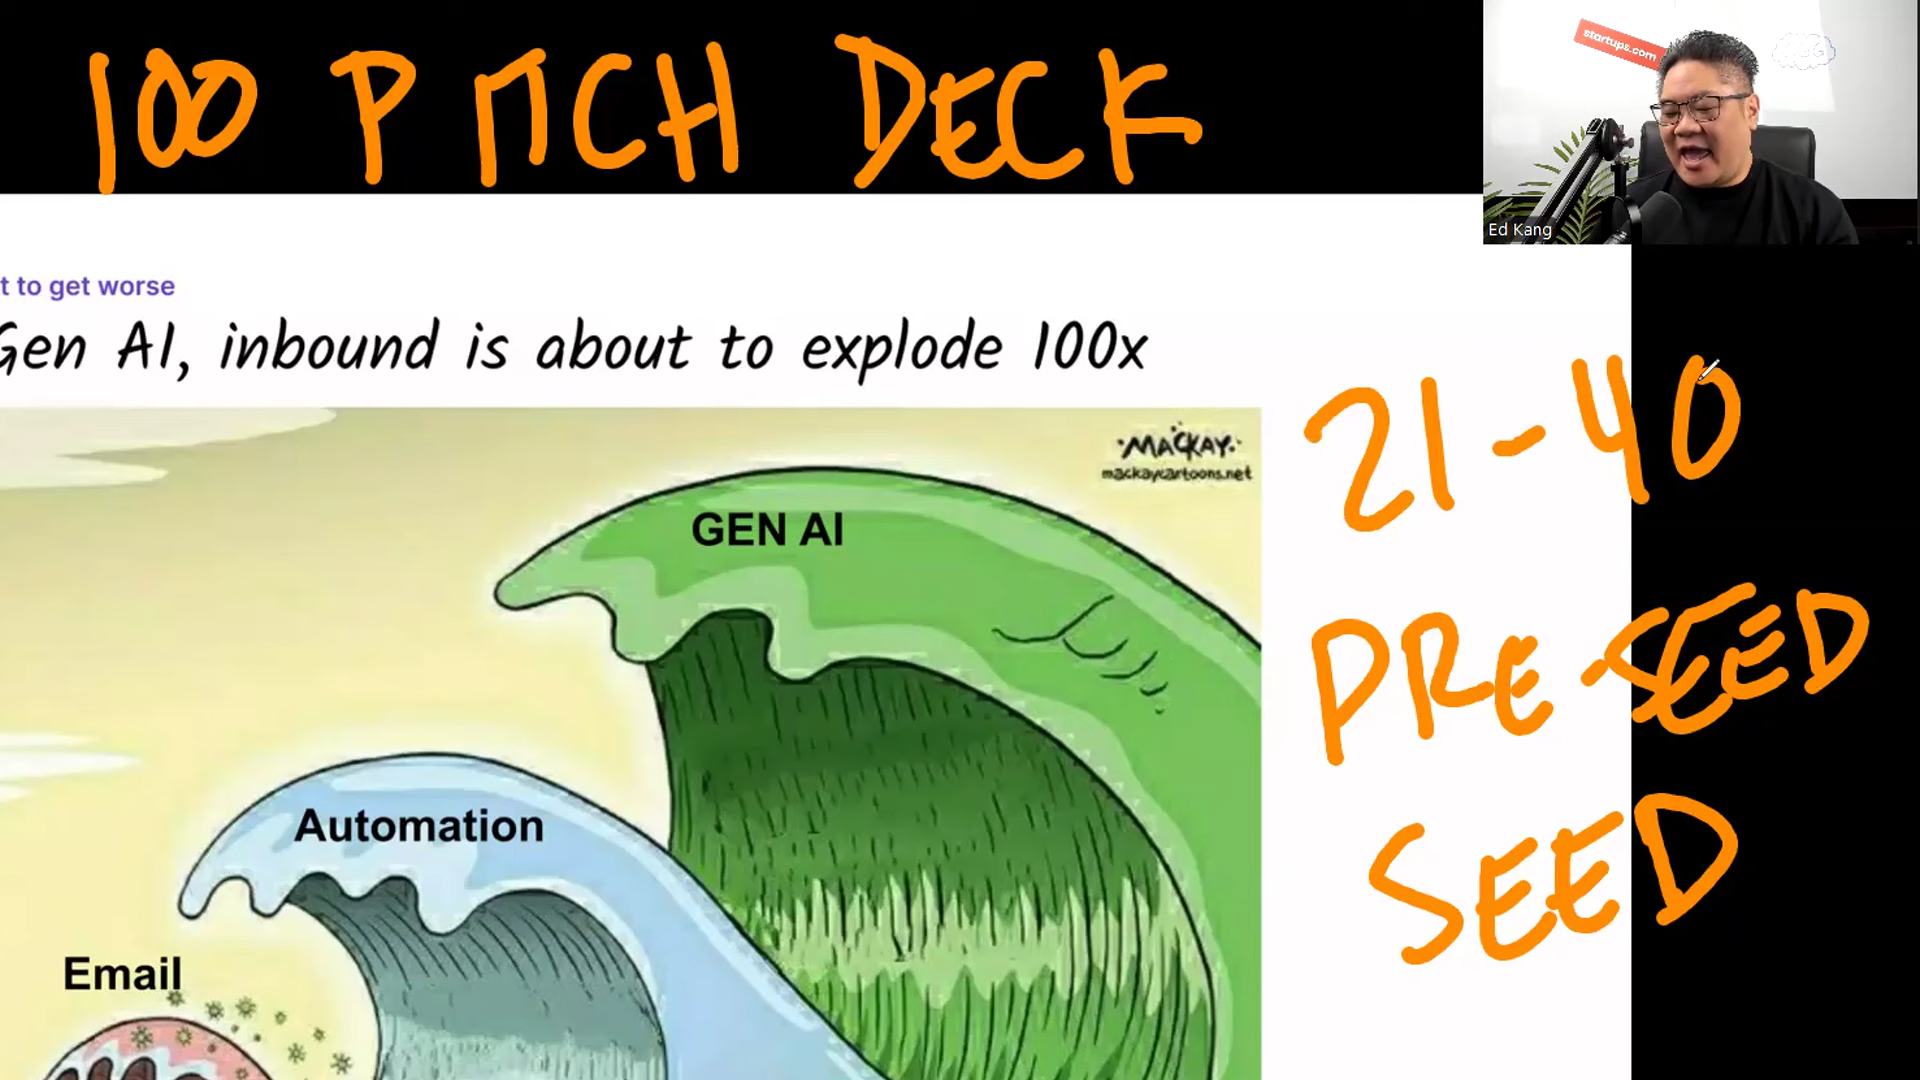 100 PITCH DECK
startups.com
Ed Kang
t to get worse
Gen AI, inbound is about to explode 100x
MACKAY
mackaycartoons.net
GEN AI
21-40
PRE-SEED
Automation
SEED
Email